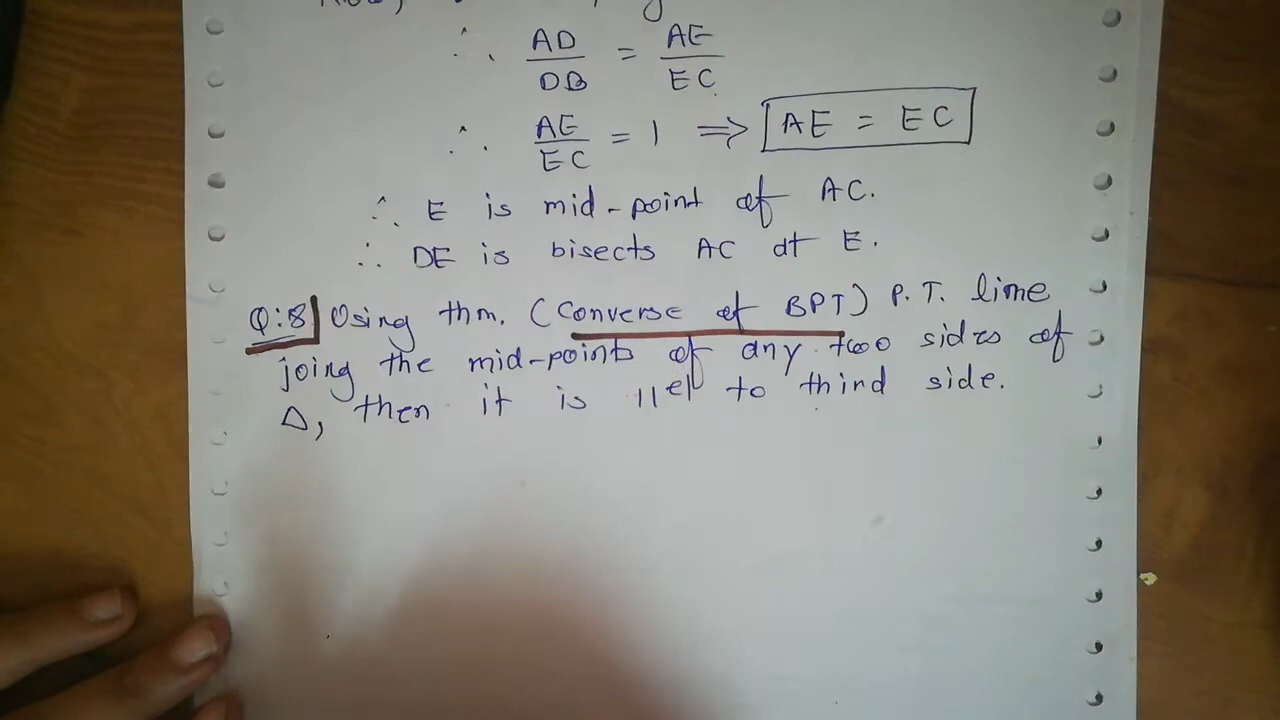 ∴ AD/DB = AE/EC
∴ AE/EC = 1 ⇒ AE = EC
∴ E is mid-point of AC.
∴ DE is bisects AC at E.
Q:8 Using thm. (Converse of BPT) P.T. line
joing the mid-points of any two sides of
Δ, then it is ||el to third side.